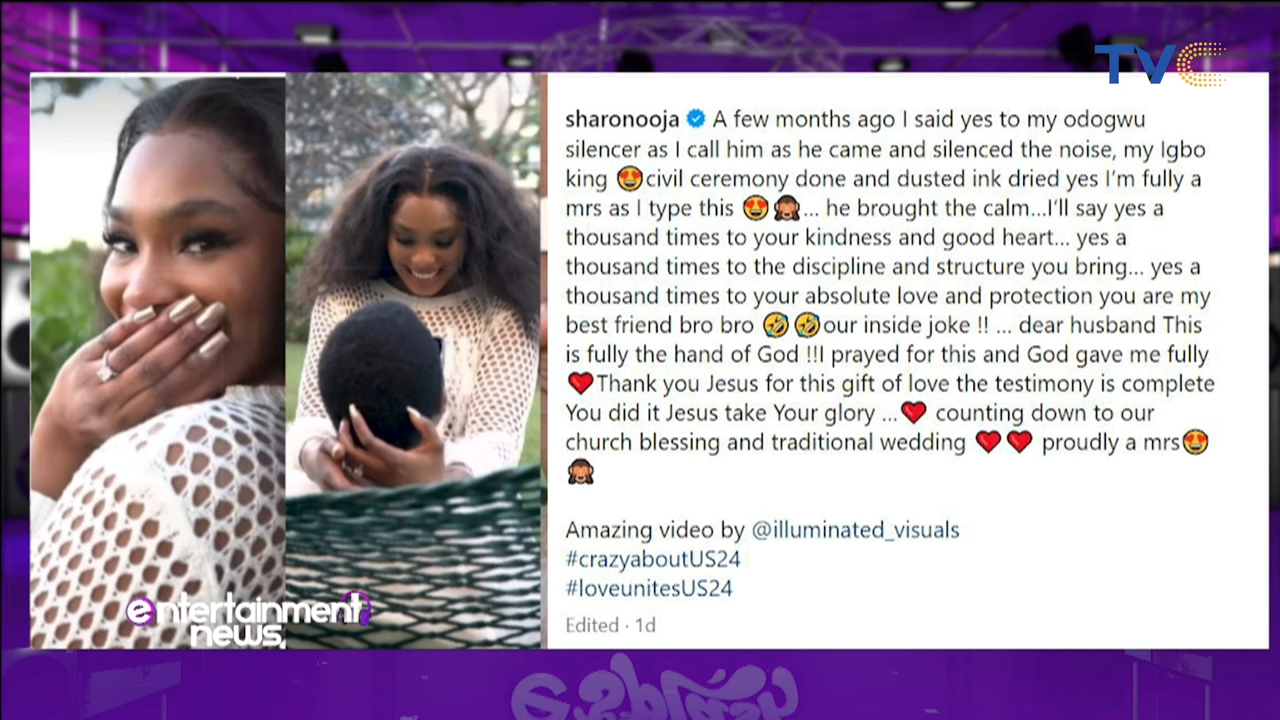 TVC
sharonooja A few months ago I said yes to my odogwu
silencer as I call him as he came and silenced the noise, my Igbo
king 😍civil ceremony done and dusted ink dried yes I'm fully a
mrs as I type this 😍🙈... he brought the calm...I'll say yes a
thousand times to your kindness and good heart... yes a
thousand times to the discipline and structure you bring... yes a
thousand times to your absolute love and protection you are my
best friend bro bro 🤣🤣our inside joke !! ... dear husband This
is fully the hand of God !!I prayed for this and God gave me fully
❤️Thank you Jesus for this gift of love the testimony is complete
You did it Jesus take Your glory ...❤️ counting down to our
church blessing and traditional wedding ❤️❤️ proudly a mrs😍
🙈
Amazing video by @illuminated_visuals
#crazyaboutUS24
#loveunitesUS24
Edited · 1d
entertainment
news